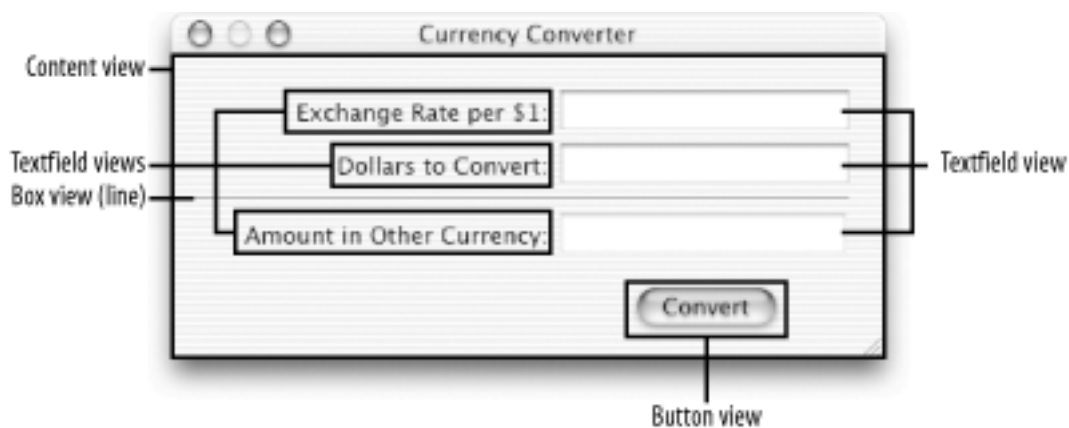 Currency Converter
Content view
Exchange Rate per $1:
Textfield views
Dollars to Convert:
Textfield view
Box view (line)
Amount in Other Currency:
Convert
Button view